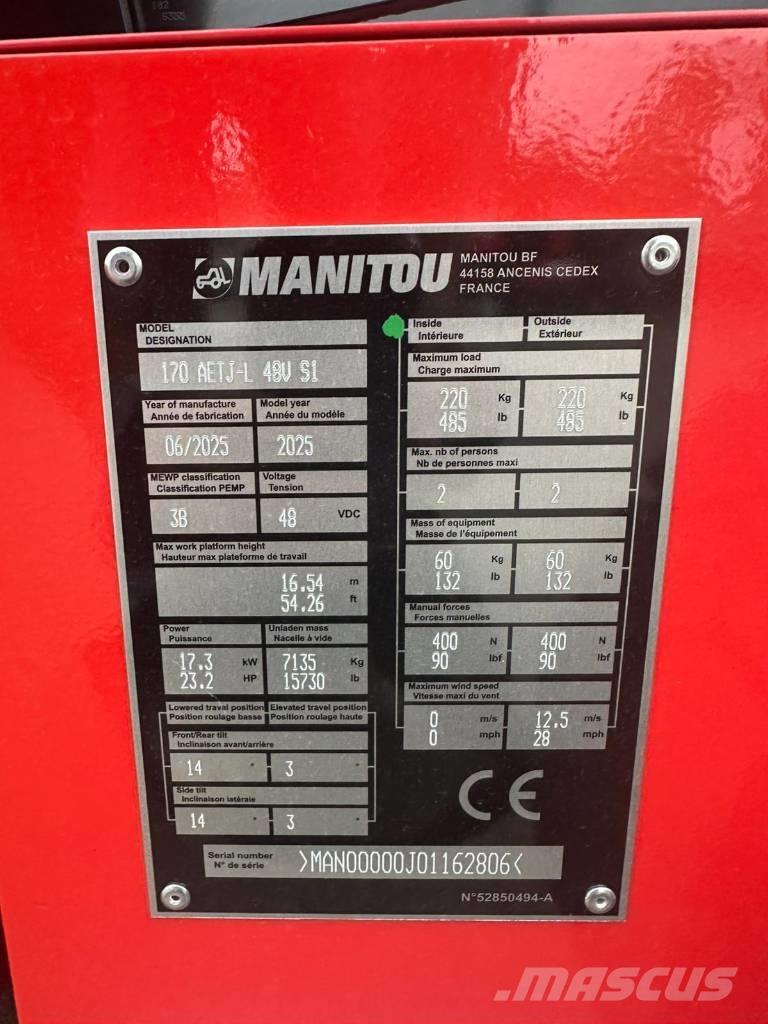 182
S355
MANITOU
MANITOU BF
44158 ANCENIS CEDEX
FRANCE
MODEL
DESIGNATION
170 AETJ-L 48V S1
Year of manufacture
Année de fabrication
Model year
Année du modèle
06/2025
2025
MEWP classification
Classification PEMP
Voltage
Tension
3B
48 VDC
Max work platform height
Hauteur max plateforme de travail
16.54 m
54.26 ft
Power
Puissance
Unladen mass
Nacelle à vide
17.3 kW
23.2 HP
7135 Kg
15730 lb
Lowered traval position
Position roulage basse
Elevated travel position
Position roulage haute
Front/Rear tilt
Inclinaison avant/arrière
14 °
3 °
Side tilt
Inclinaison latérale
14 °
3 °
Inside
Intérieure
Outside
Extérieur
Maximum load
Charge maximum
220 Kg
485 lb
220 Kg
485 lb
Max. nb of persons
Nb de personnes maxi
2
2
Mass of equipment
Masse de l'équipement
60 Kg
132 lb
60 Kg
132 lb
Manual forces
Forces manuelles
400 N
90 lbf
400 N
90 lbf
Maximum wind speed
Vitesse maxi du vent
0 m/s
0 mph
12.5 m/s
28 mph
CE
Serial number
N° de série
>MAN00000J01162806<
N°52850494-A
MASCUS